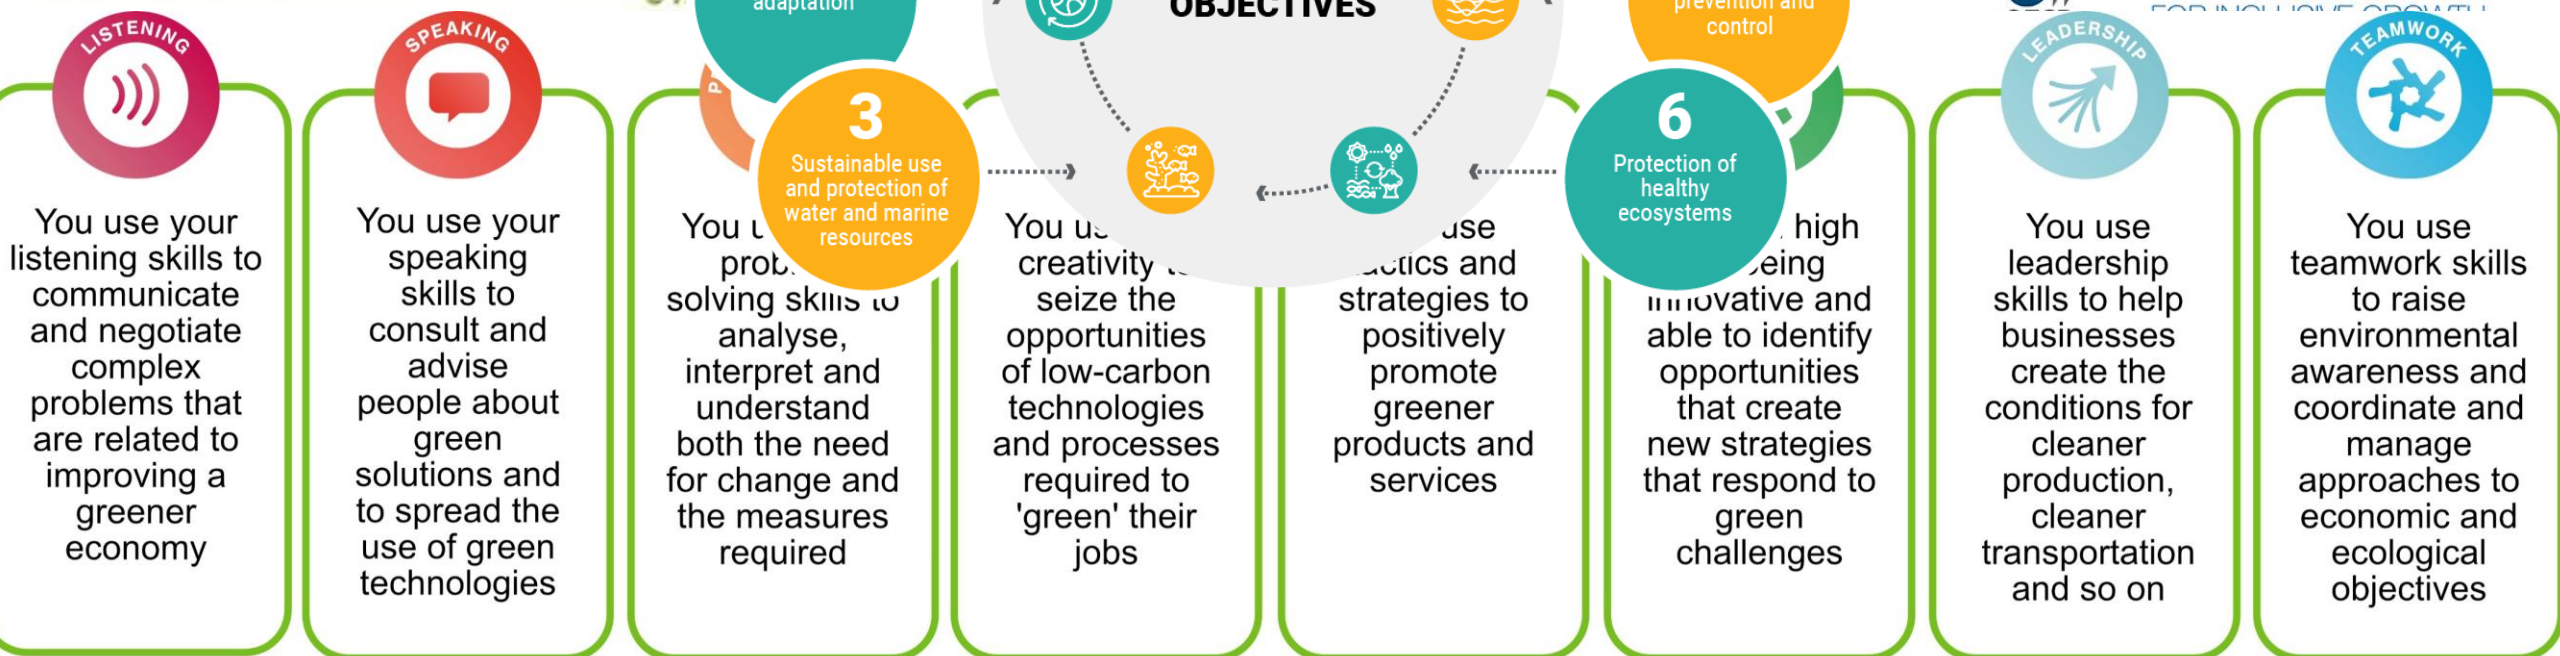 adaptation
OBJECTIVES
prevention and
control
LISTENING
SPEAKING
LEADERSHIP
TEAMWORK
3
Sustainable use
and protection of
water and marine
resources
6
Protection of
healthy
ecosystems
You use your
listening skills to
communicate
and negotiate
complex
problems that
are related to
improving a
greener
economy
You use your
speaking
skills to
consult and
advise
people about
green
solutions and
to spread the
use of green
technologies
You
solving skills to
analyse,
interpret and
understand
both the need
for change and
the measures
required
You
creativity
seize the
opportunities
of low-carbon
technologies
and processes
required to
'green' their
jobs
use
and
strategies to
positively
promote
greener
products and
services
high
innovative and
able to identify
opportunities
that create
new strategies
that respond to
green
challenges
You use
leadership
skills to help
businesses
create the
conditions for
cleaner
production,
cleaner
transportation
and so on
You use
teamwork skills
to raise
environmental
awareness and
coordinate and
manage
approaches to
economic and
ecological
objectives